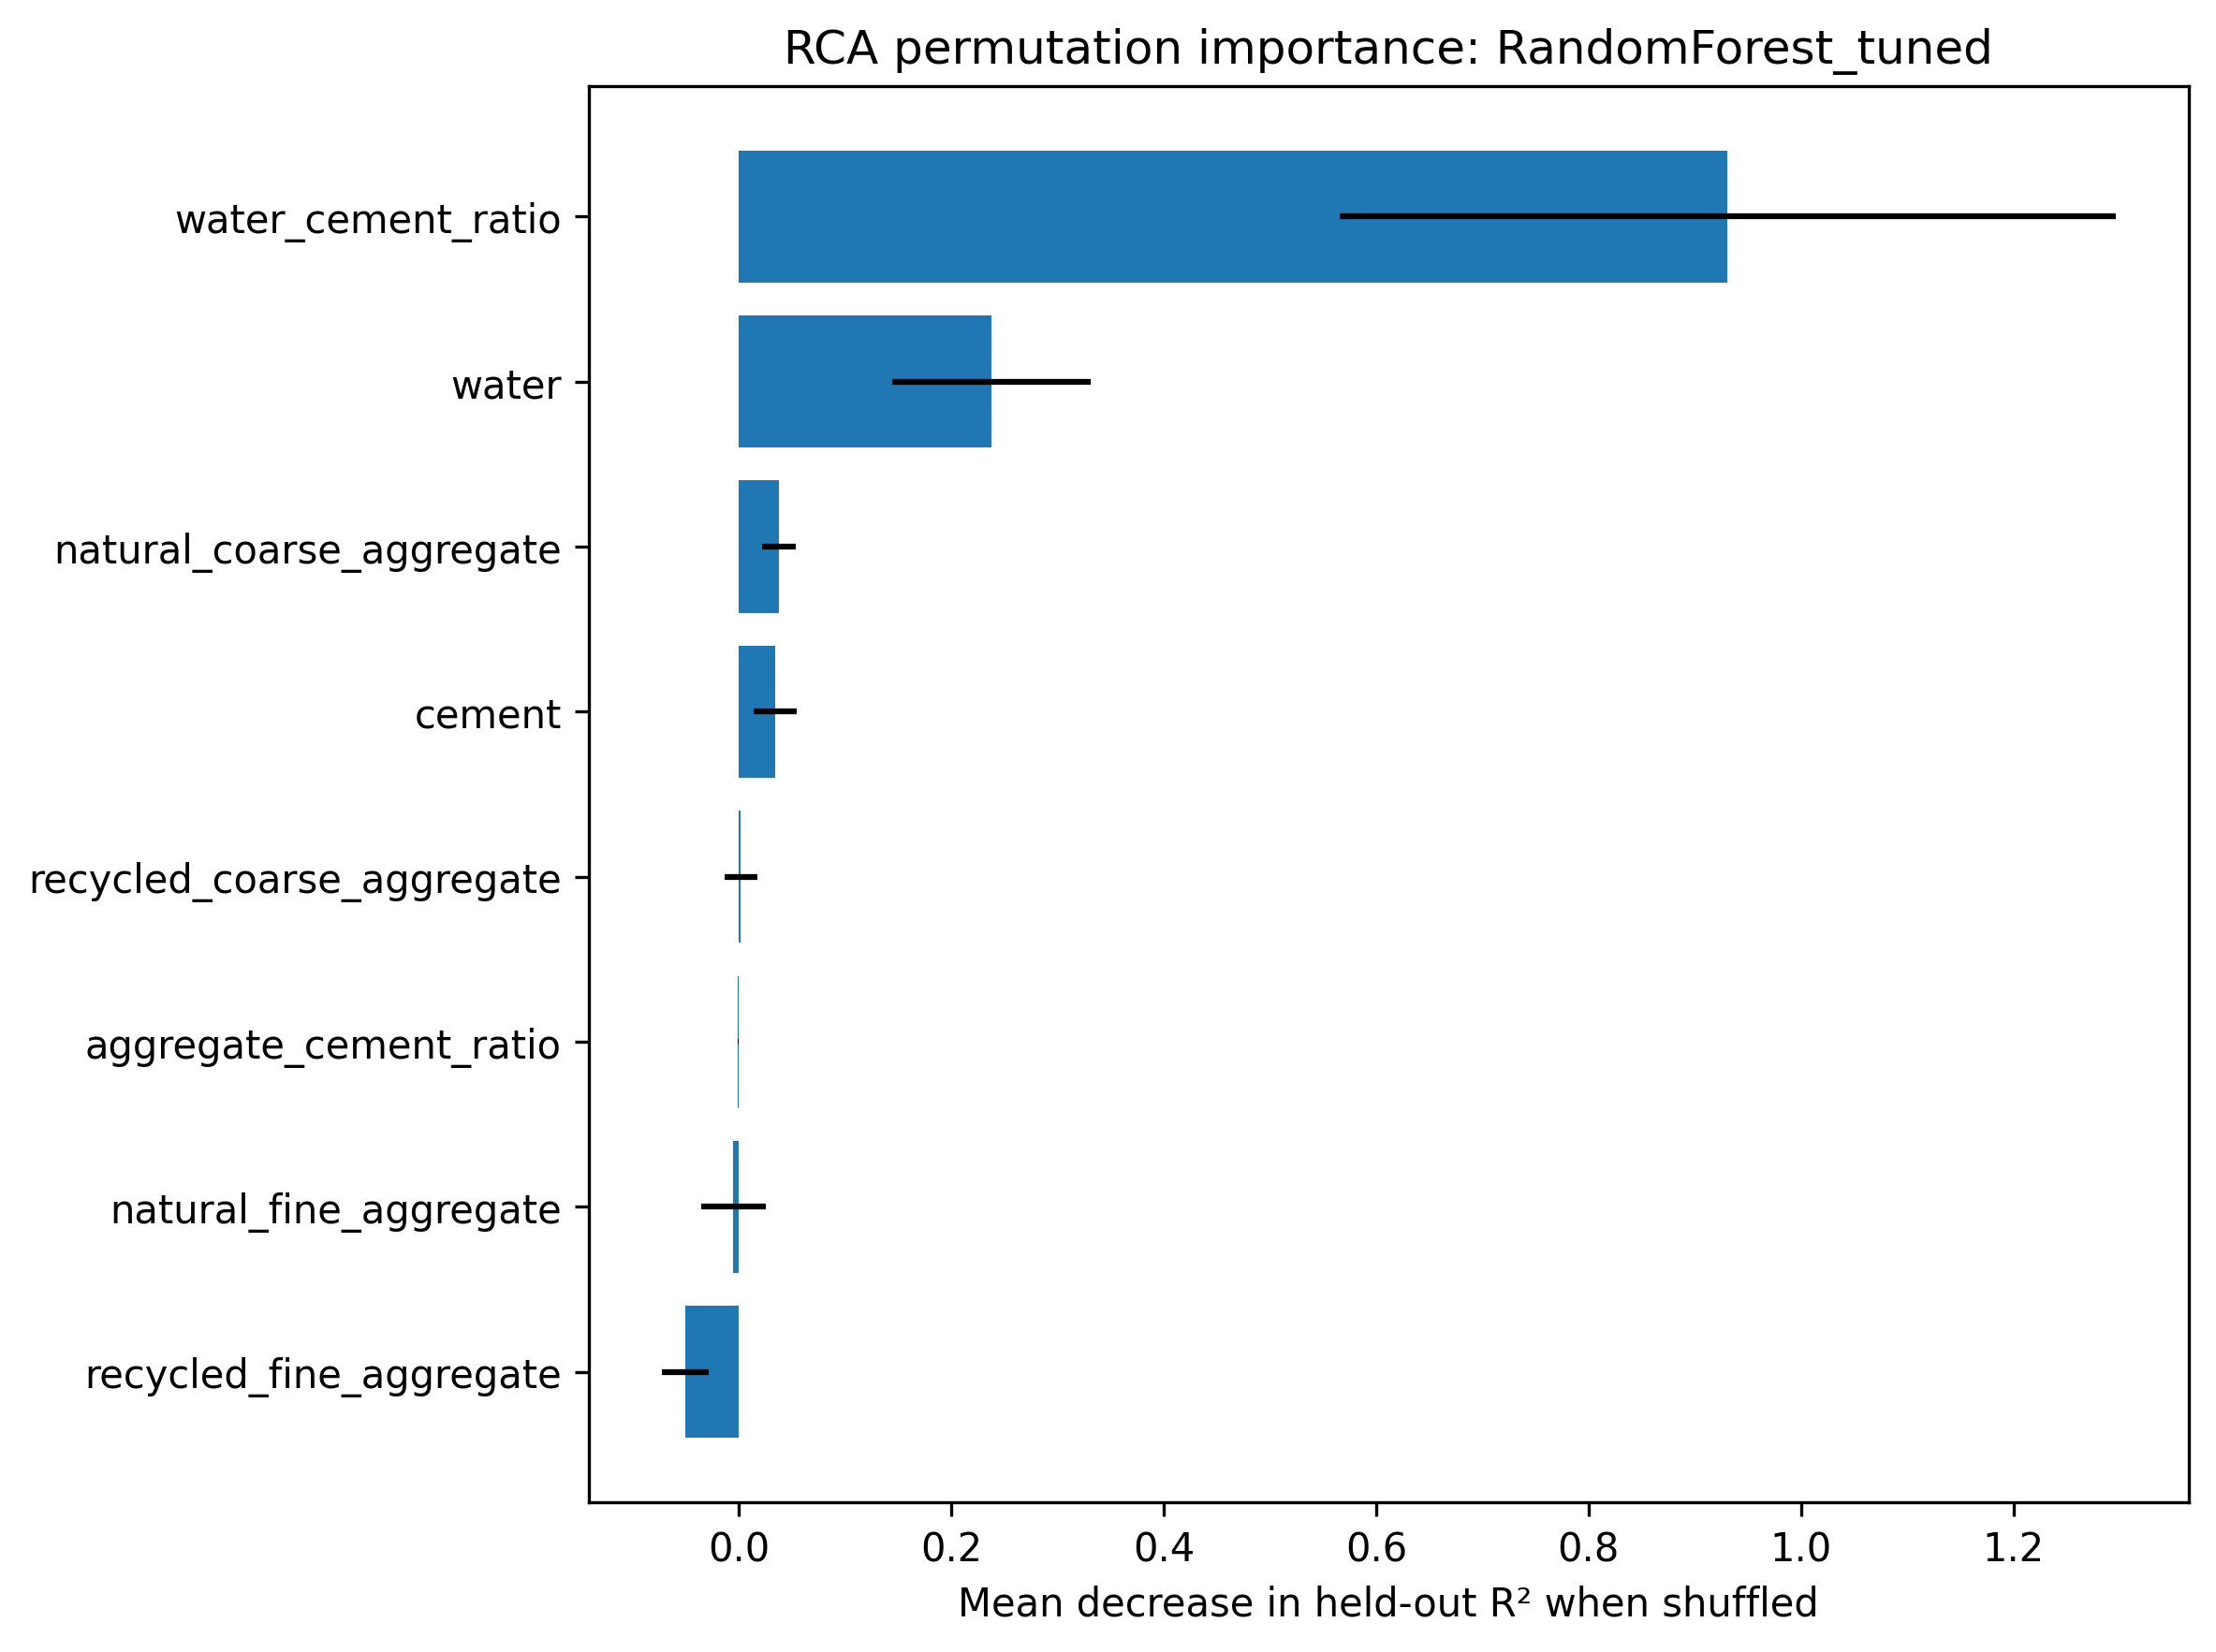 RCA permutation importance: RandomForest_tuned
water_cement_ratio
water
natural_coarse_aggregate
cement
recycled_coarse_aggregate
aggregate_cement_ratio
natural_fine_aggregate
recycled_fine_aggregate
0.0 0.2 0.4 0.6 0.8 1.0 1.2
Mean decrease in held-out R² when shuffled